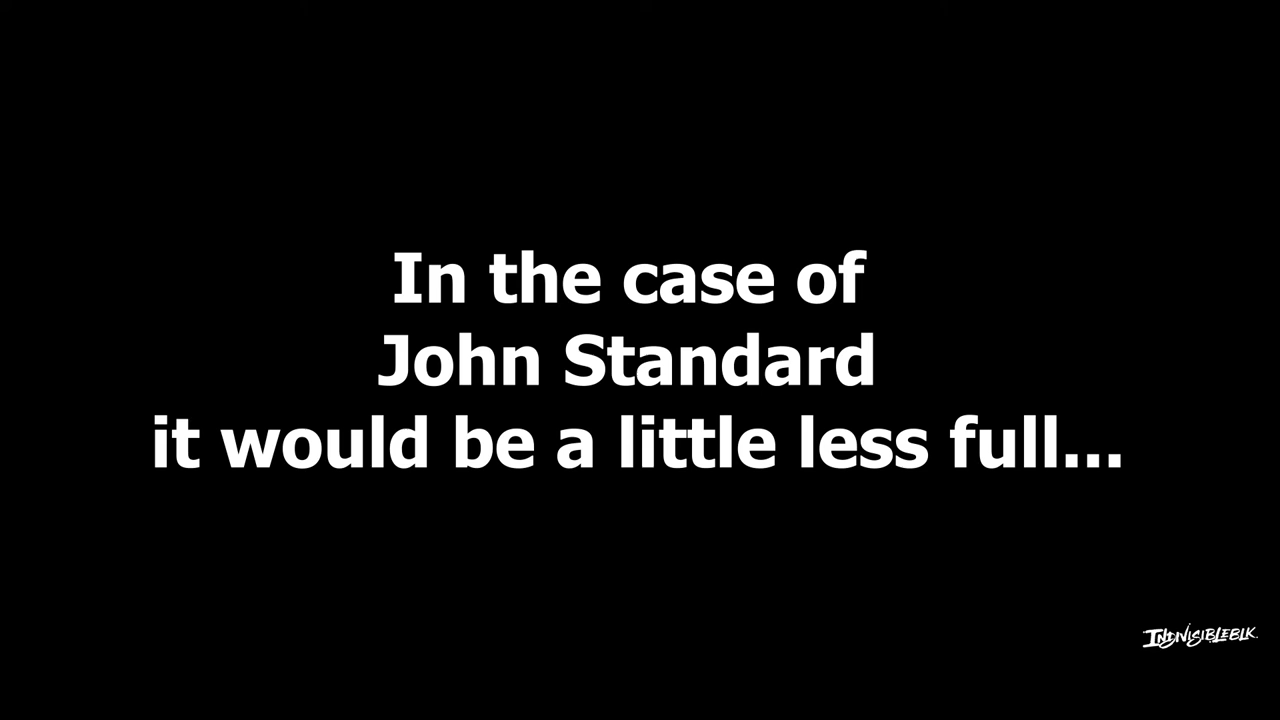 In the case of
John Standard
it would be a little less full...
INDIVISIBLEBLK